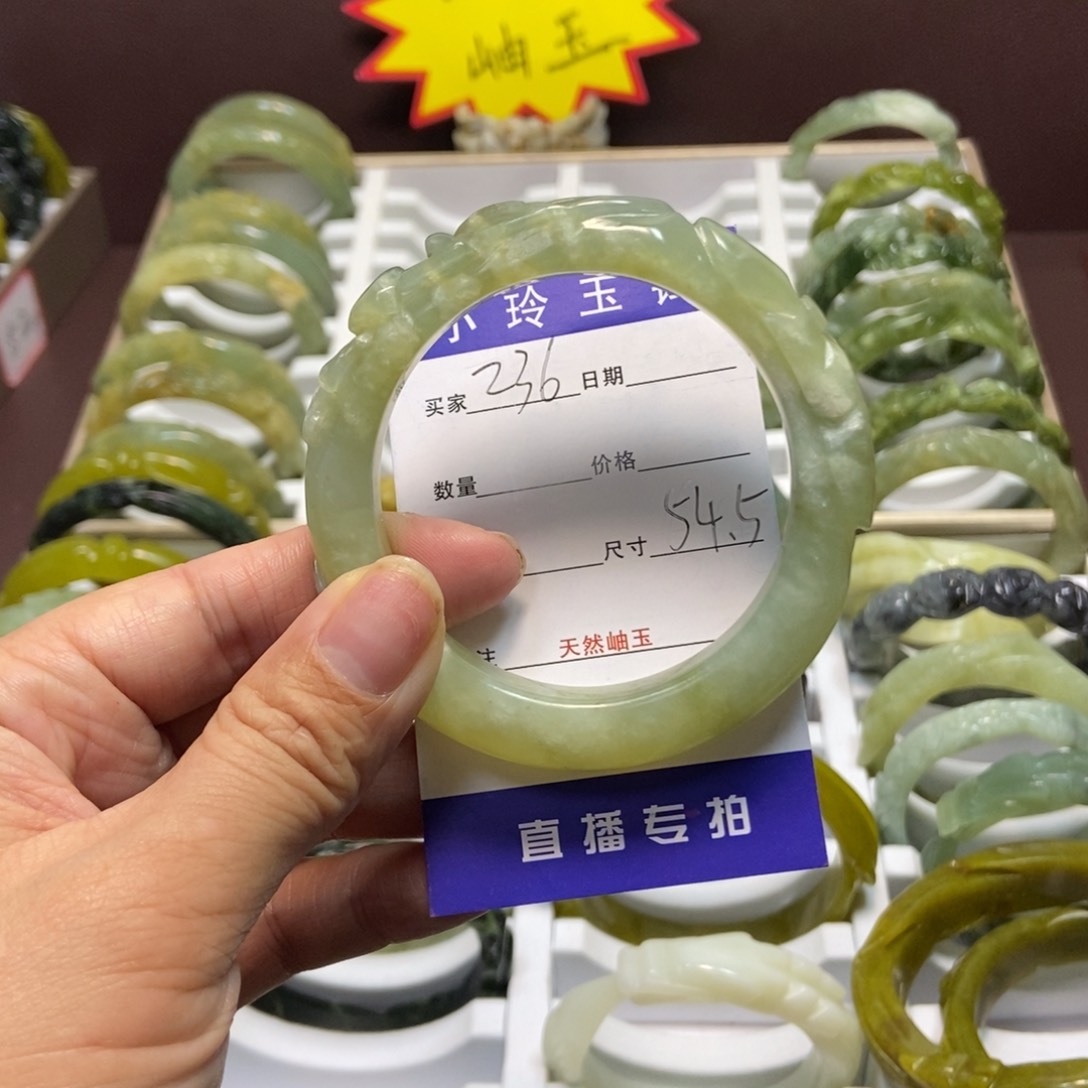 岫玉
小玲玉
买家 236 日期
数量 价格
尺寸 54.5
注 天然岫玉
直播专拍